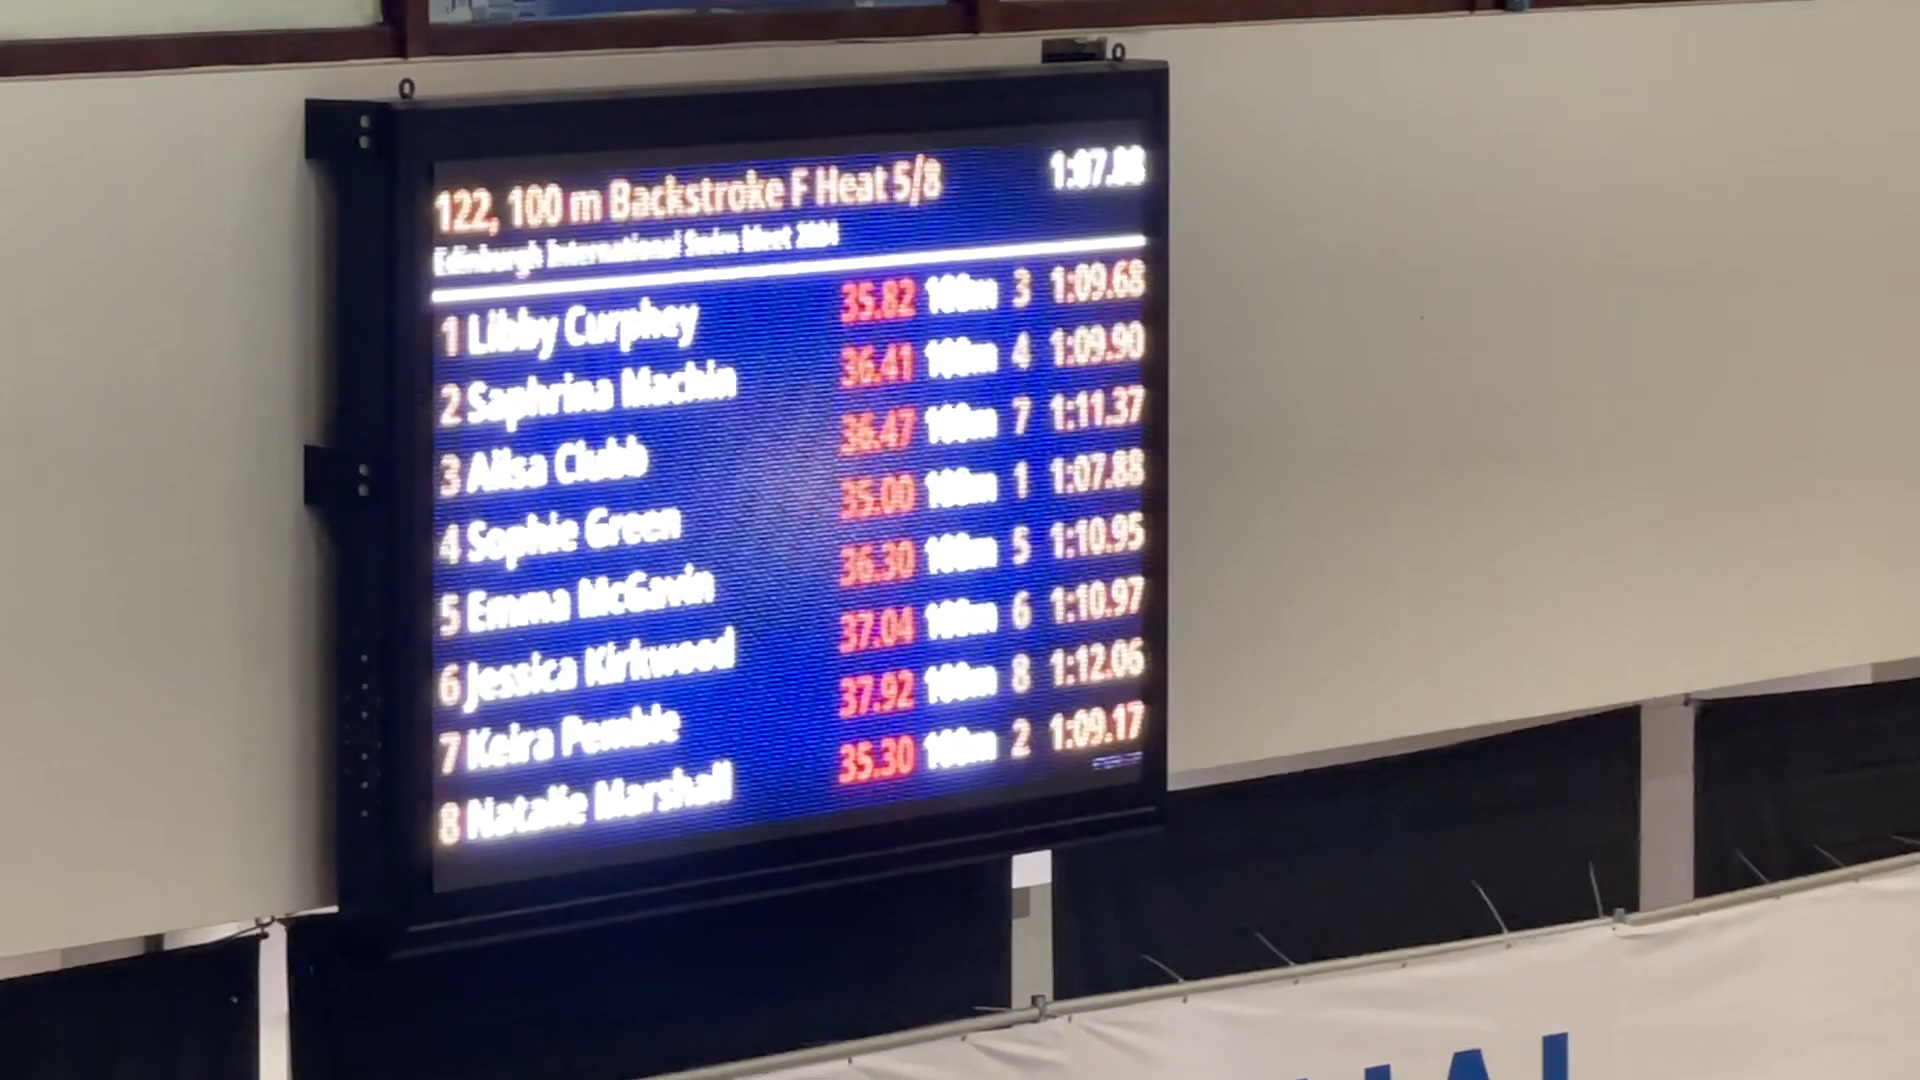 122, 100 m Backstroke F Heat 5/8 1:07.88
Edinburgh International Swim Meet 2024
1 Libby Curphey 35.82 100m 3 1:09.68
2 Saphrina Machin 36.41 100m 4 1:09.90
3 Ailsa Clubb 36.47 100m 7 1:11.37
4 Sophie Green 35.00 100m 1 1:07.88
5 Emma McGavin 36.30 100m 5 1:10.95
6 Jessica Kirkwood 37.04 100m 6 1:10.97
7 Keira Pemble 37.92 100m 8 1:12.06
8 Natalie Marshall 35.30 100m 2 1:09.17